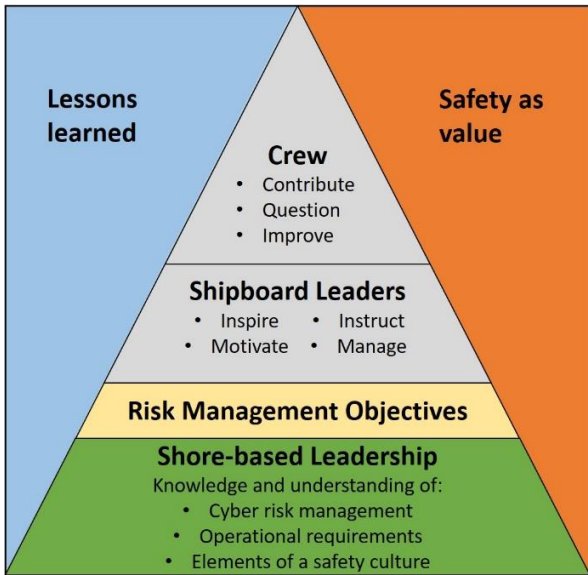 Lessons
learned
Safety as
value
Crew
• Contribute
• Question
• Improve
Shipboard Leaders
• Inspire • Instruct
• Motivate • Manage
Risk Management Objectives
Shore-based Leadership
Knowledge and understanding of:
• Cyber risk management
• Operational requirements
• Elements of a safety culture